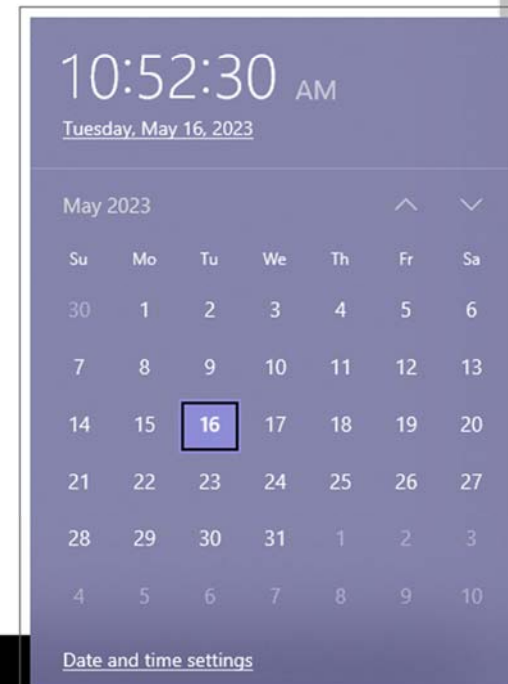 10:52:30 AM
Tuesday, May 16, 2023
May 2023
Su Mo Tu We Th Fr Sa
30 1 2 3 4 5 6
7 8 9 10 11 12 13
14 15 16 17 18 19 20
21 22 23 24 25 26 27
28 29 30 31 1 2 3
4 5 6 7 8 9 10
Date and time settings